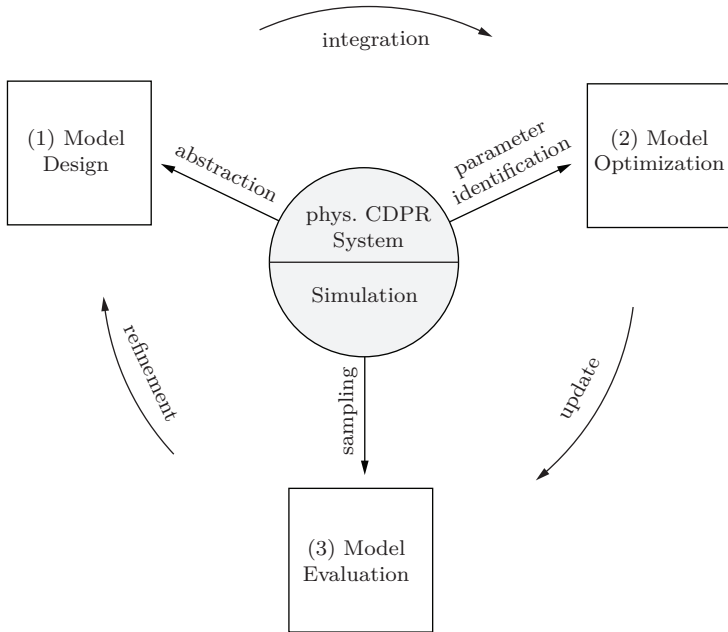 integration
(1) Model
Design
(2) Model
Optimization
abstraction
parameter
identification
phys. CDPR
System
Simulation
refinement
sampling
update
(3) Model
Evaluation